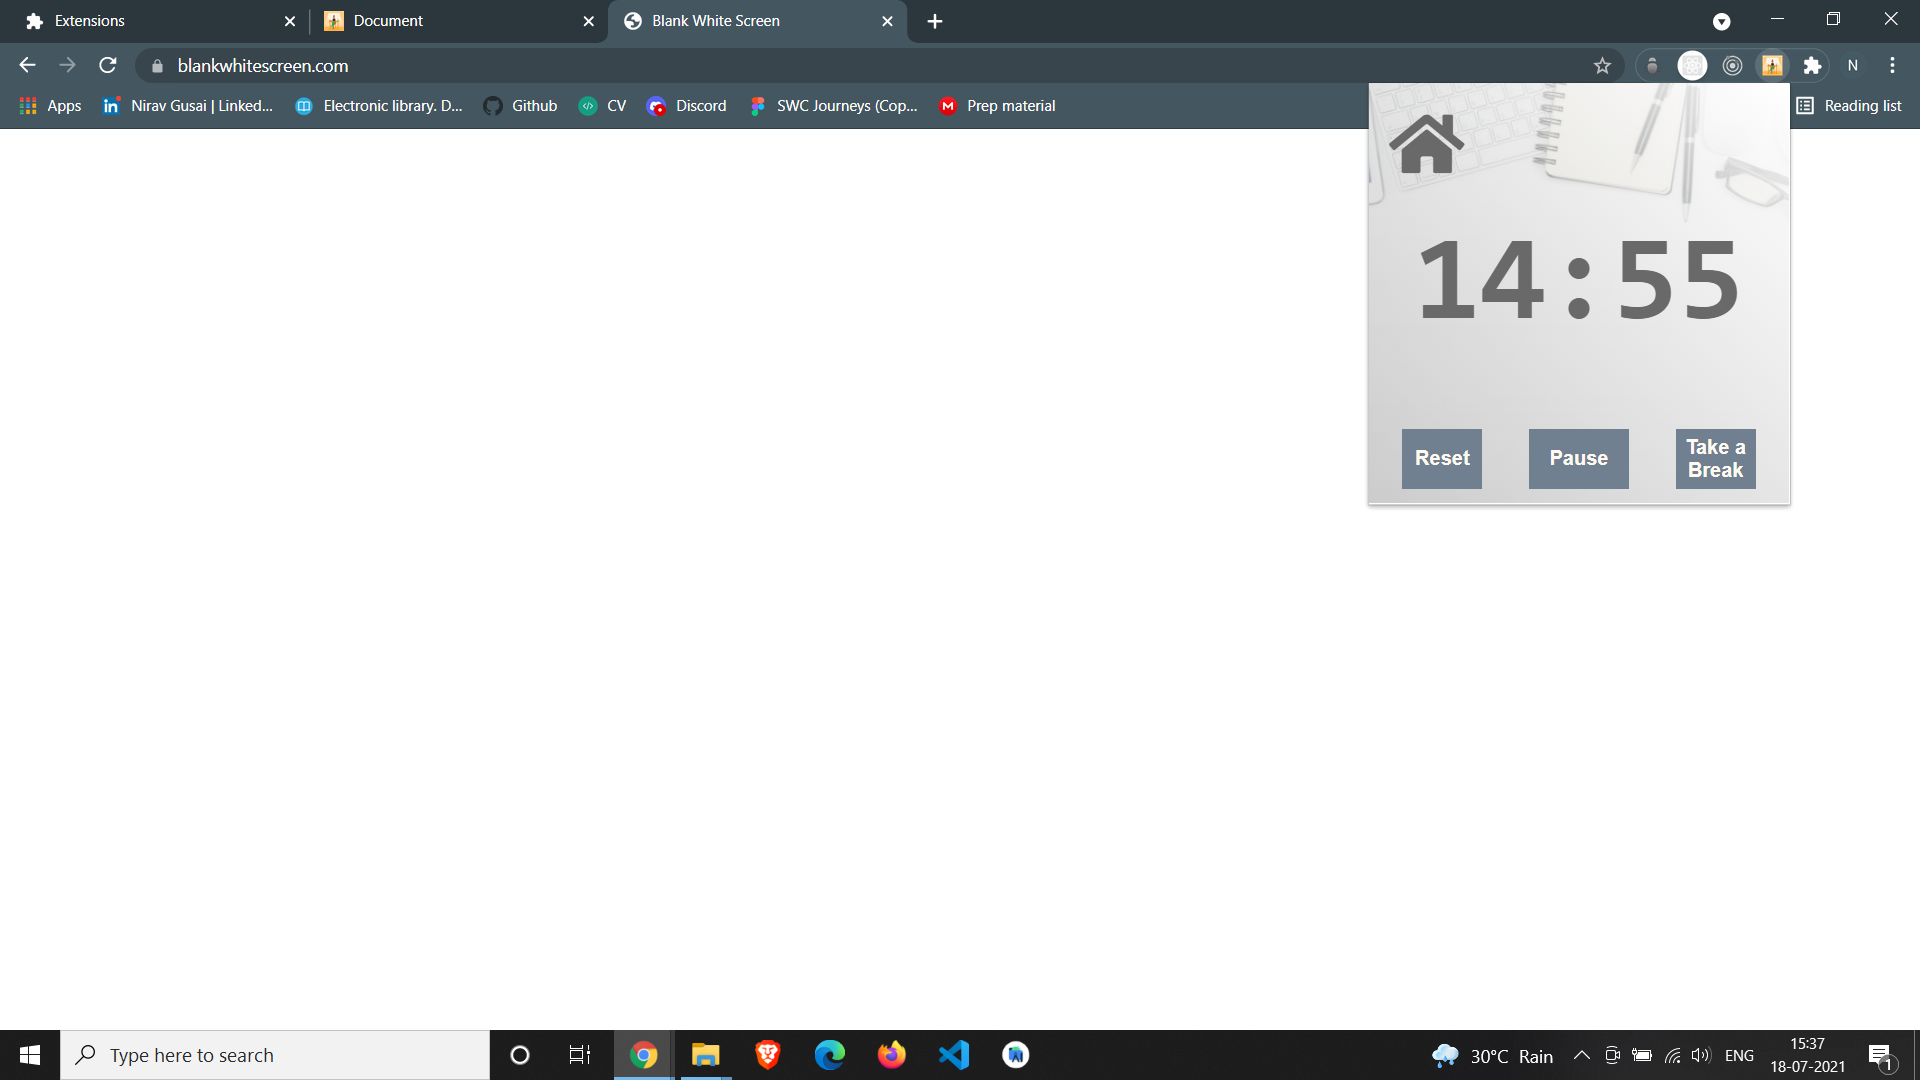 Extensions
Document
Blank White Screen
blankwhitescreen.com
N
Apps
in
Nirav Gusai | Linked...
Electronic library. D...
Github
CV
Discord
SWC Journeys (Cop...
M
Prep material
Reading list
14:55
Reset
Pause
Take a
Break
Type here to search
30°C Rain
ENG
15:37
18-07-2021
1